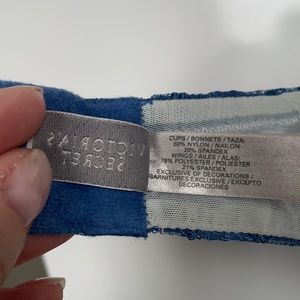 VICTORIA'S
SECRET
CUPS / BONNETS / TAZA:
80% NYLON / NAILON
20% SPANDEX
WINGS / AILES / ALAS:
79% POLYESTER / POLIÉSTER
21% SPANDEX
EXCLUSIVE OF DECORATIONS /
GARNITURES EXCLUSIVE / EXCEPTO
DECORACIONES